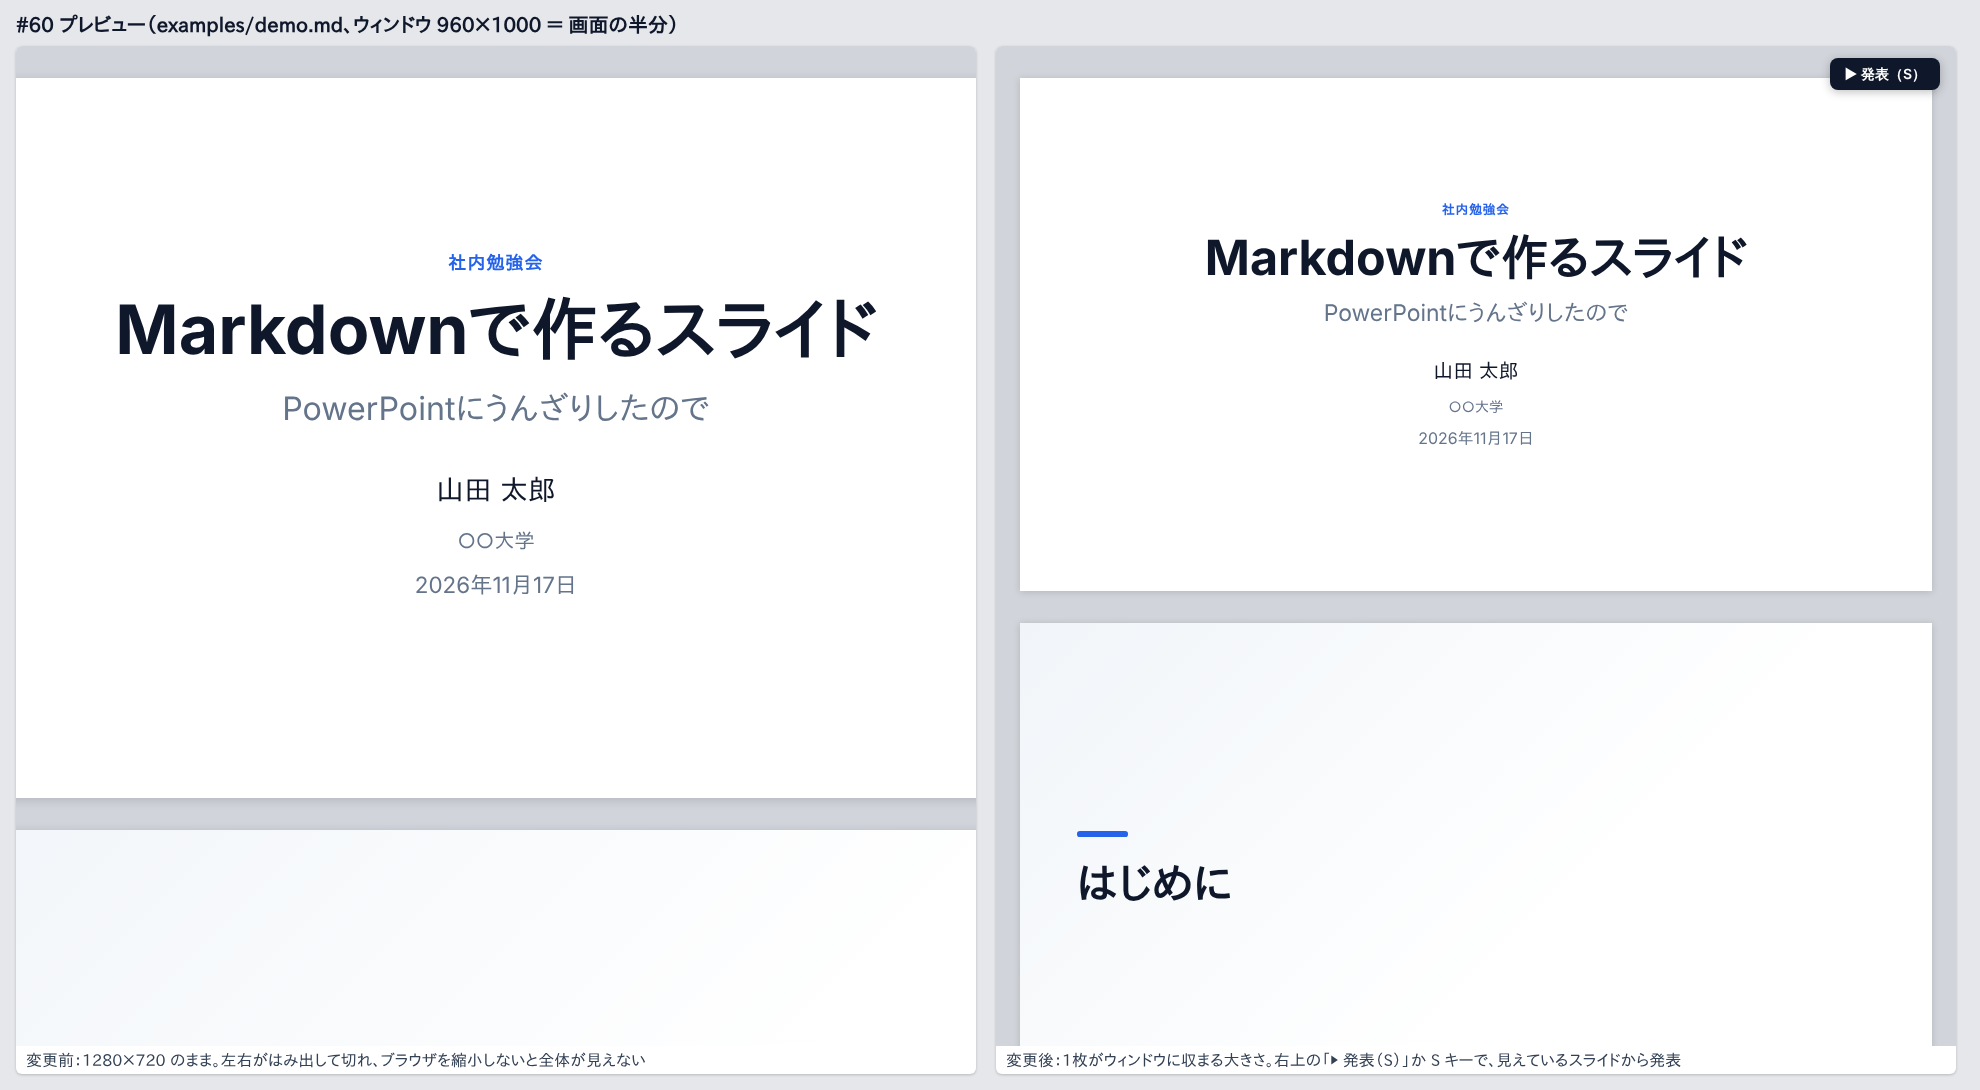 #60 プレビュー（examples/demo.md、ウィンドウ 960×1000 = 画面の半分）
社内勉強会
Markdownで作るスライド
PowerPointにうんざりしたので
山田 太郎
〇〇大学
2026年11月17日
変更前：1280×720 のまま。左右がはみ出して切れ、ブラウザを縮小しないと全体が見えない
▶ 発表（S）
社内勉強会
Markdownで作るスライド
PowerPointにうんざりしたので
山田 太郎
〇〇大学
2026年11月17日
はじめに
変更後：1枚がウィンドウに収まる大きさ。右上の「▶ 発表（S）」か S キーで、見えているスライドから発表